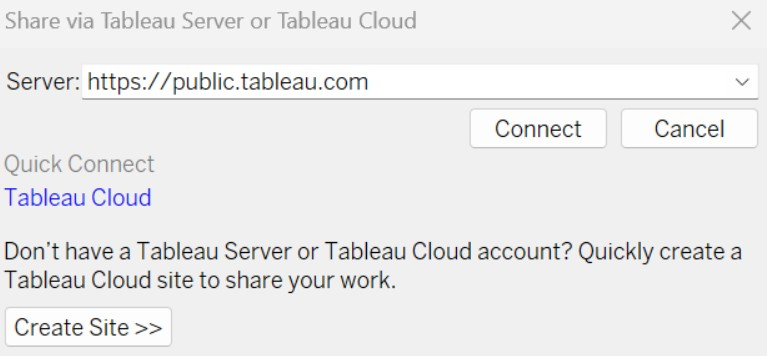 Share via Tableau Server or Tableau Cloud
Server: https://public.tableau.com
Connect Cancel
Quick Connect
Tableau Cloud
Don't have a Tableau Server or Tableau Cloud account? Quickly create a
Tableau Cloud site to share your work.
Create Site >>